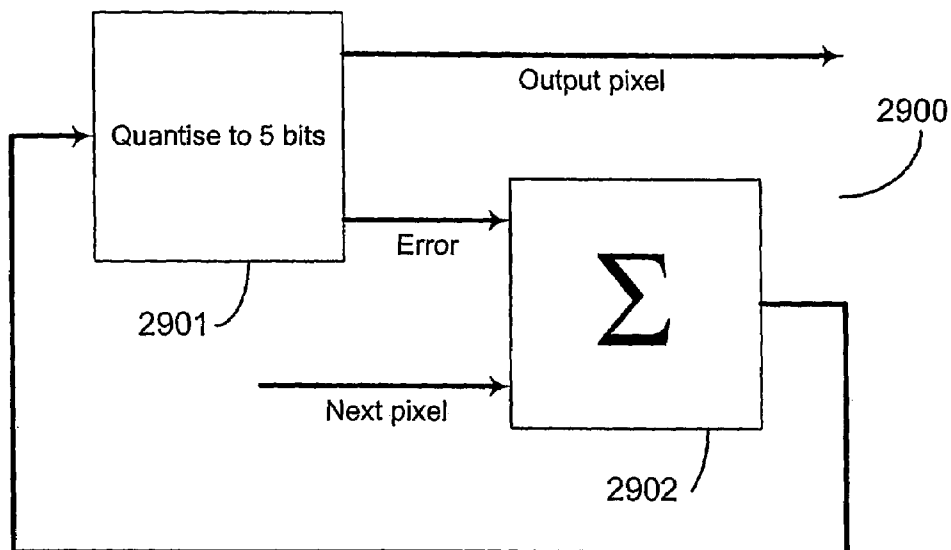 Output pixel
2900
Quantise to 5 bits
Error
Σ
2901
Next pixel
2902